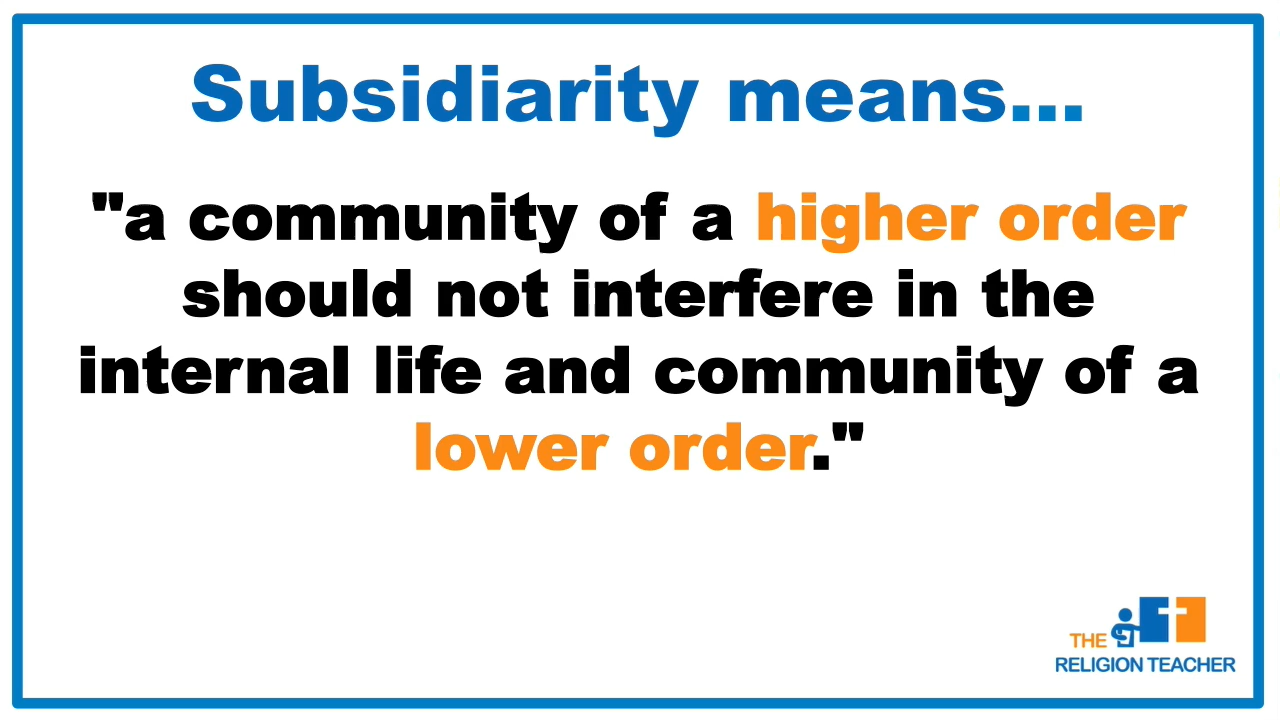 Subsidiarity means...
"a community of a higher order
should not interfere in the
internal life and community of a
lower order."
THE
RELIGION TEACHER